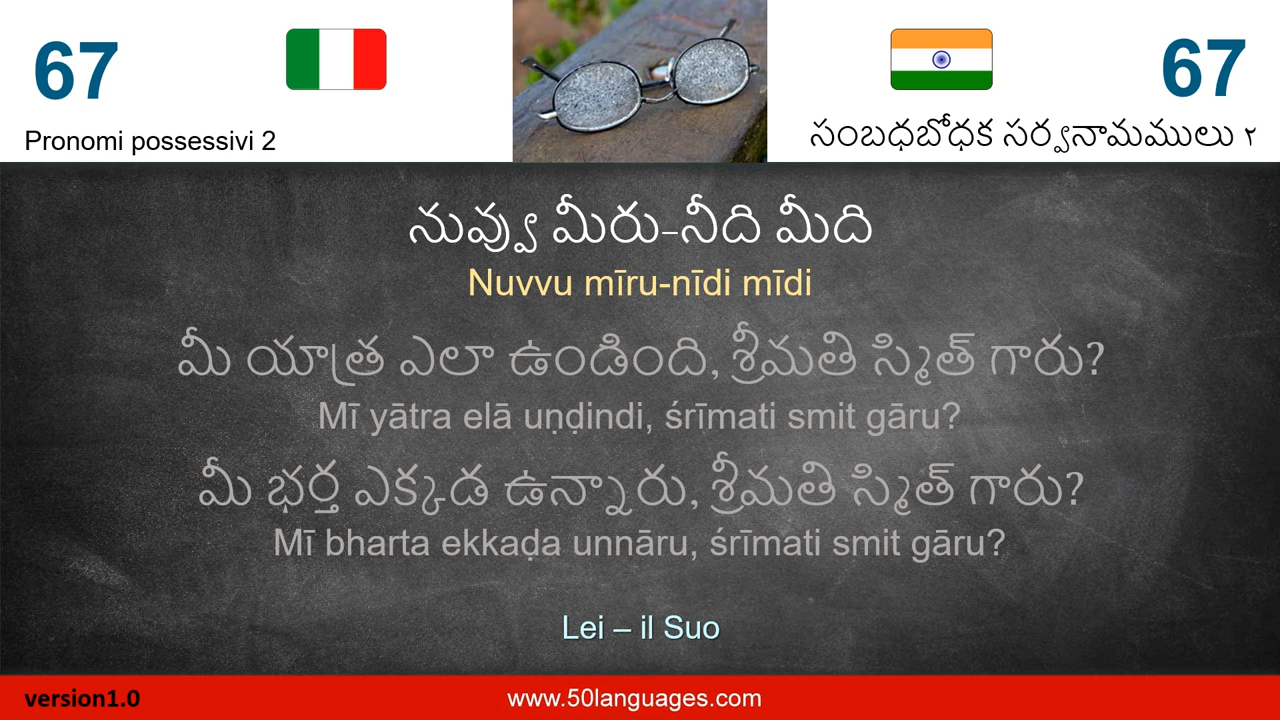 67
67
Pronomi possessivi 2
సంబధబోధక సర్వనామములు ౨
నువ్వు మీరు-నీది మీది
Nuvvu mīru-nīdi mīdi
మీ యాత్ర ఎలా ఉండింది, శ్రీమతి స్మిత్ గారు?
Mī yātra elā uṇḍindi, śrīmati smit gāru?
మీ భర్త ఎక్కడ ఉన్నారు, శ్రీమతి స్మిత్ గారు?
Mī bharta ekkaḍa unnāru, śrīmati smit gāru?
Lei – il Suo
version1.0
www.50languages.com